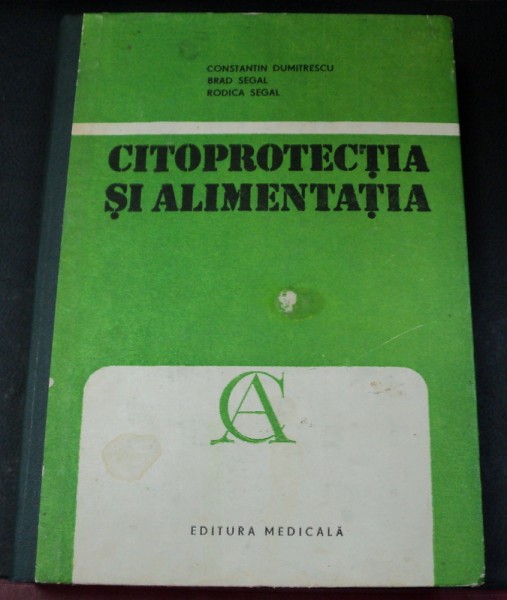 CONSTANTIN DUMITRESCU
BRAD SEGAL
RODICA SEGAL
CITOPROTECȚIA
ȘI ALIMENTAȚIA
CA
EDITURA MEDICALĂ